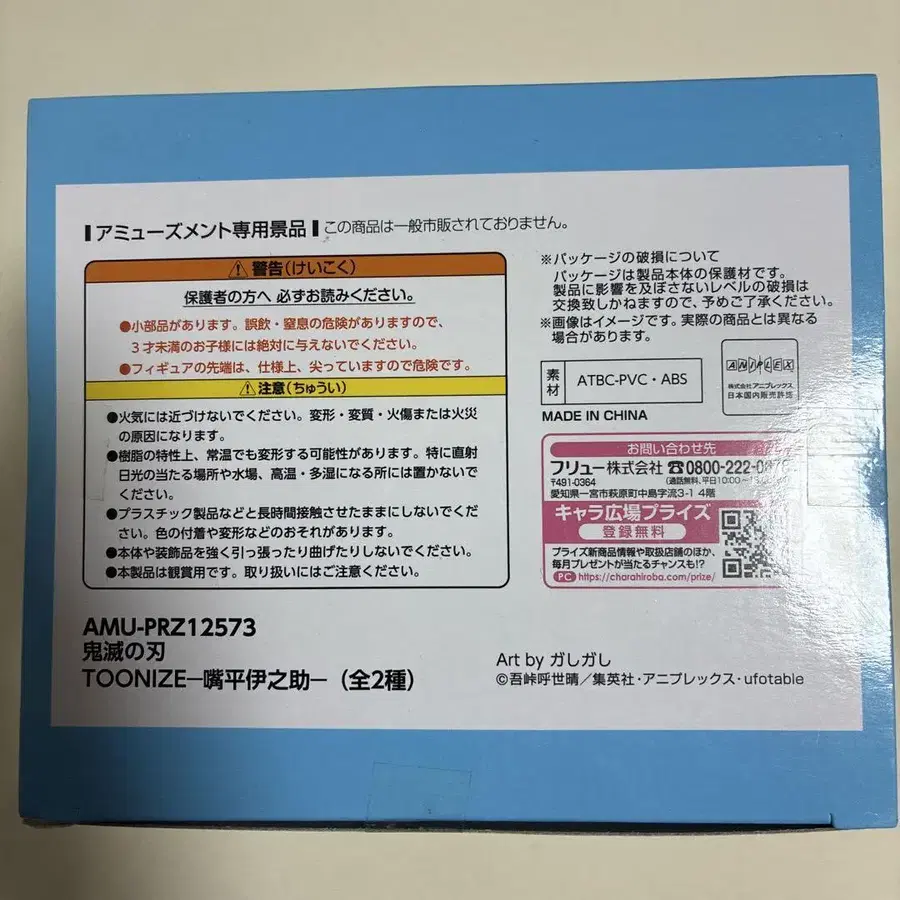 アミューズメント専用景品 この商品は一般市販されておりません。
⚠警告(けいこく)
保護者の方へ 必ずお読みください。
●小部品があります。誤飲・窒息の危険がありますので、
3才未満のお子様には絶対に与えないでください。
●フィギュアの先端は、仕様上、尖っていますので危険です。
⚠注意(ちゅうい)
●火気には近づけないでください。変形・変質・火傷または火災
の原因になります。
●樹脂の特性上、常温でも変形する可能性があります。特に直射
日光の当たる場所や水場、高温・多湿になる所には置かないで
ください。
●プラスチック製品などと長時間接触させたままにしないでくだ
さい。色の付着や変形などのおそれがあります。
●本体や装飾品を強く引っ張ったり曲げたりしないでください。
●本製品は観賞用です。取り扱いにはご注意ください。
※パッケージの破損について
パッケージは製品本体の保護材です。
製品に影響を及ぼさないレベルの破損は
交換致しかねますので、予めご了承ください。
※画像はイメージです。実際の商品とは異なる
場合があります。
素材 ATBC-PVC・ABS
MADE IN CHINA
ANIPLEX
株式会社アニプレックス
日本国内販売許諾
お問い合わせ先
フリュー株式会社 ☎0800-222-0
〒491-0364 (通話無料、平日10:00~
愛知県一宮市萩原町中島字流3-1 4階
キャラ広場プライズ
登録無料
プライズ新商品情報や取扱店舗のほか、
毎月プレゼントが当たるチャンスも!?
PC https://charahiroba.com/prize/
AMU-PRZ12573
鬼滅の刃
TOONIZE―嘴平伊之助―(全2種)
Art by がしがし
©吾峠呼世晴/集英社・アニプレックス・ufotable